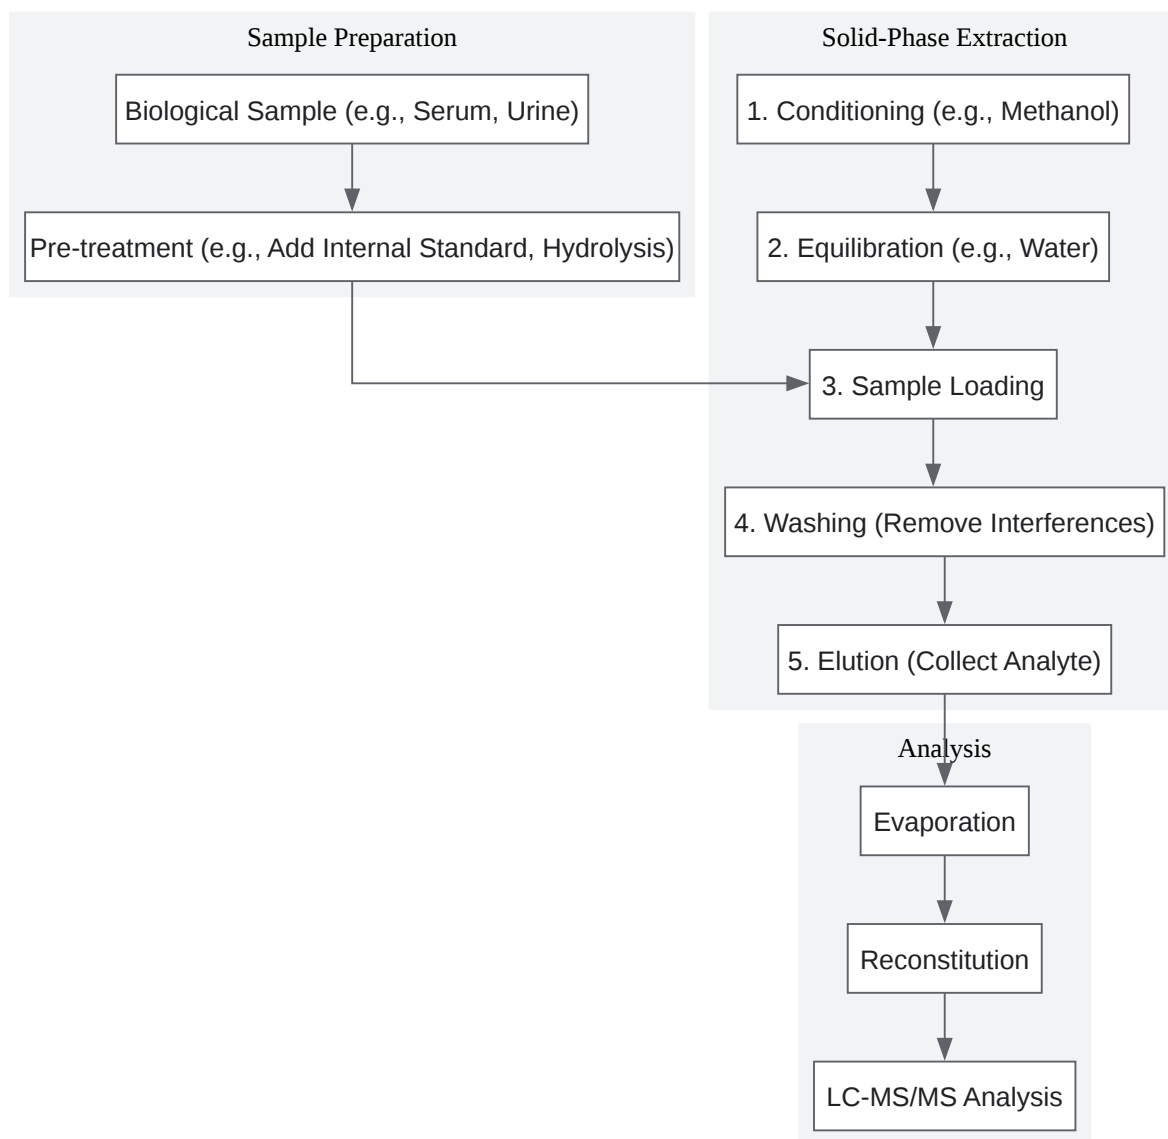 Sample Preparation
Biological Sample (e.g., Serum, Urine)
Pre-treatment (e.g., Add Internal Standard, Hydrolysis)
Solid-Phase Extraction
1. Conditioning (e.g., Methanol)
2. Equilibration (e.g., Water)
3. Sample Loading
4. Washing (Remove Interferences)
5. Elution (Collect Analyte)
Analysis
Evaporation
Reconstitution
LC-MS/MS Analysis